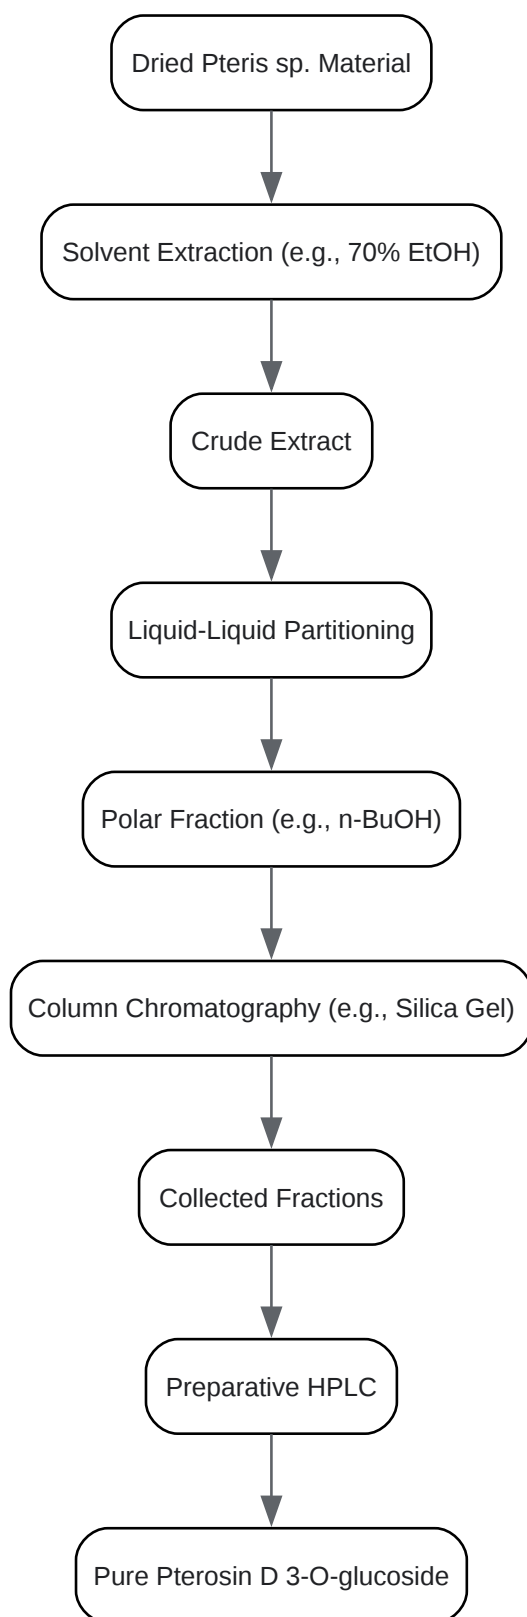 Dried Pteris sp. Material
Solvent Extraction (e.g., 70% EtOH)
Crude Extract
Liquid-Liquid Partitioning
Polar Fraction (e.g., n-BuOH)
Column Chromatography (e.g., Silica Gel)
Collected Fractions
Preparative HPLC
Pure Pterosin D 3-O-glucoside